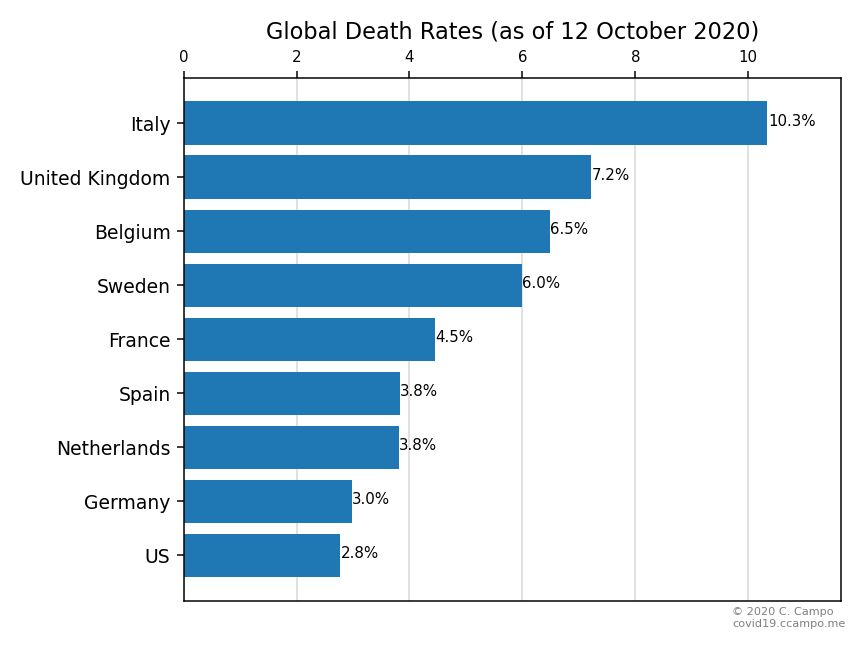 Global Death Rates (as of 12 October 2020)
0 2 4 6 8 10
Italy 10.3%
United Kingdom 7.2%
Belgium 6.5%
Sweden 6.0%
France 4.5%
Spain 3.8%
Netherlands 3.8%
Germany 3.0%
US 2.8%
© 2020 C. Campo
covid19.ccampo.me